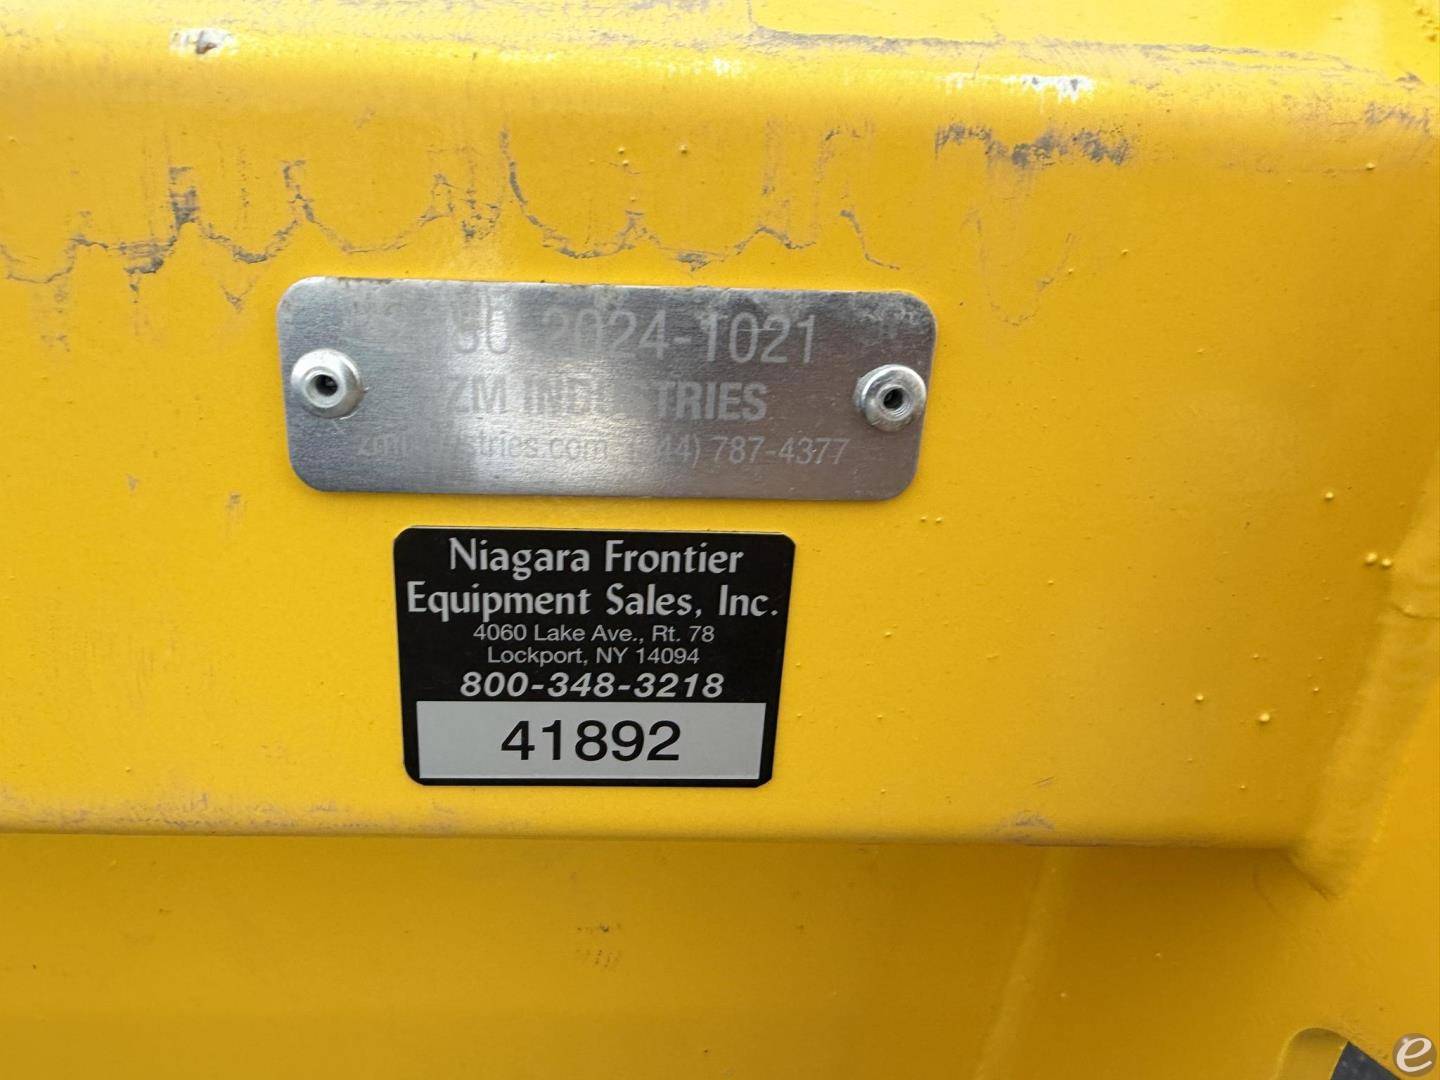 2024-1021
ZM INDUSTRIES
787-4377
Niagara Frontier
Equipment Sales, Inc.
4060 Lake Ave., Rt. 78
Lockport, NY 14094
800-348-3218
41892
e